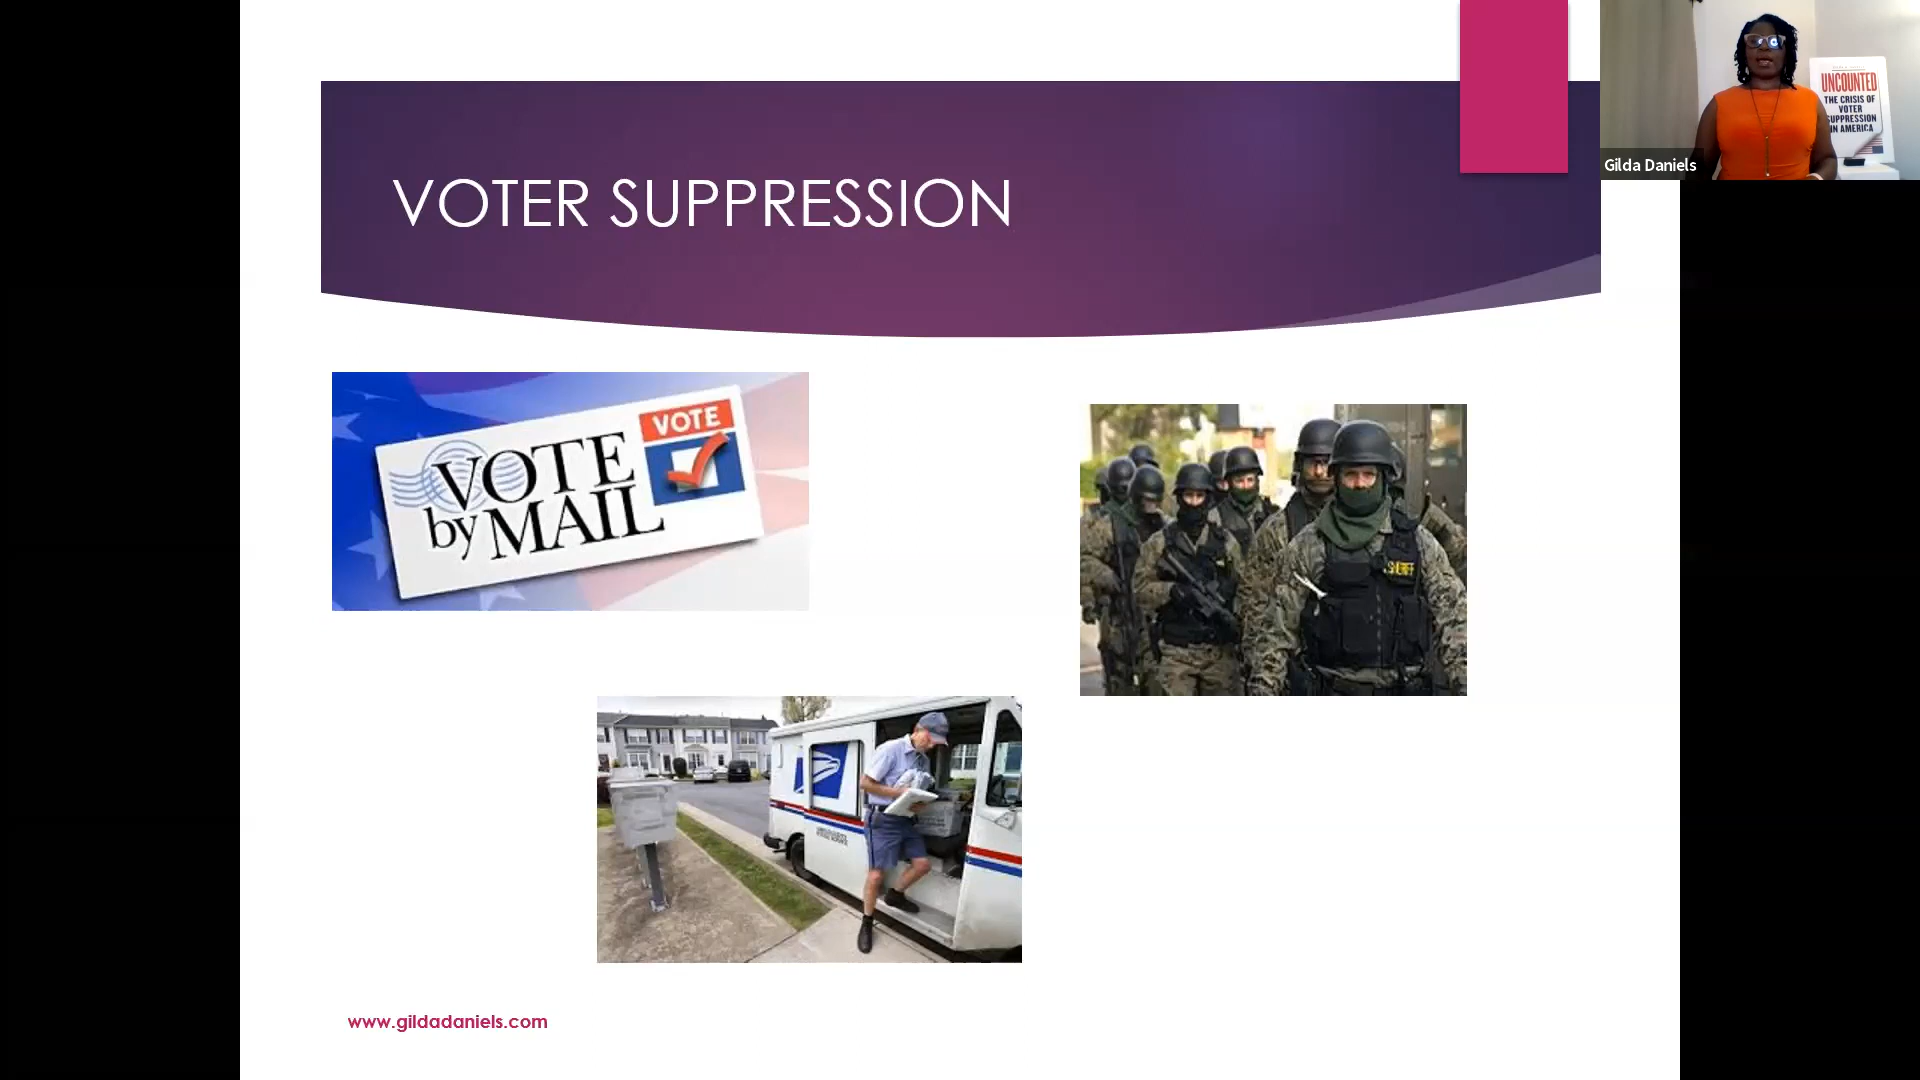 VOTER SUPPRESSION
Gilda Daniels
UNCOUNTED
THE CRISIS OF
VOTER
SUPPRESSION
IN AMERICA
VOTE
by MAIL
VOTE
SHERIFF
www.gildadaniels.com